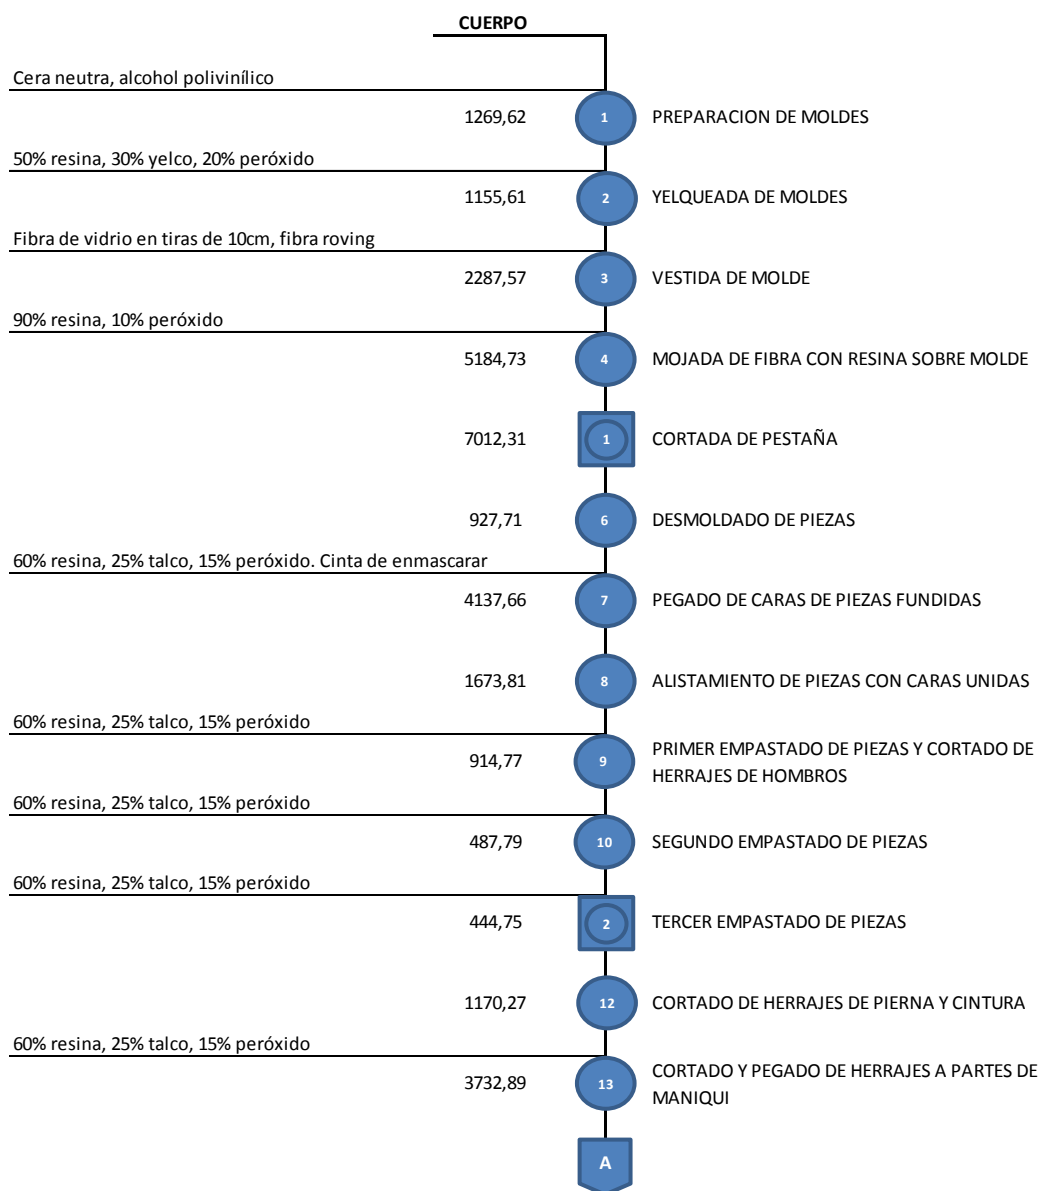 CUERPO
Cera neutra, alcohol polivinílico
1269,62 1 PREPARACION DE MOLDES
50% resina, 30% yelco, 20% peróxido
1155,61 2 YELQUEADA DE MOLDES
Fibra de vidrio en tiras de 10cm, fibra roving
2287,57 3 VESTIDA DE MOLDE
90% resina, 10% peróxido
5184,73 4 MOJADA DE FIBRA CON RESINA SOBRE MOLDE
7012,31 1 CORTADA DE PESTAÑA
927,71 6 DESMOLDADO DE PIEZAS
60% resina, 25% talco, 15% peróxido. Cinta de enmascarar
4137,66 7 PEGADO DE CARAS DE PIEZAS FUNDIDAS
1673,81 8 ALISTAMIENTO DE PIEZAS CON CARAS UNIDAS
60% resina, 25% talco, 15% peróxido
914,77 9 PRIMER EMPASTADO DE PIEZAS Y CORTADO DE
HERRAJES DE HOMBROS
60% resina, 25% talco, 15% peróxido
487,79 10 SEGUNDO EMPASTADO DE PIEZAS
60% resina, 25% talco, 15% peróxido
444,75 2 TERCER EMPASTADO DE PIEZAS
1170,27 12 CORTADO DE HERRAJES DE PIERNA Y CINTURA
60% resina, 25% talco, 15% peróxido
3732,89 13 CORTADO Y PEGADO DE HERRAJES A PARTES DE
MANIQUI
A